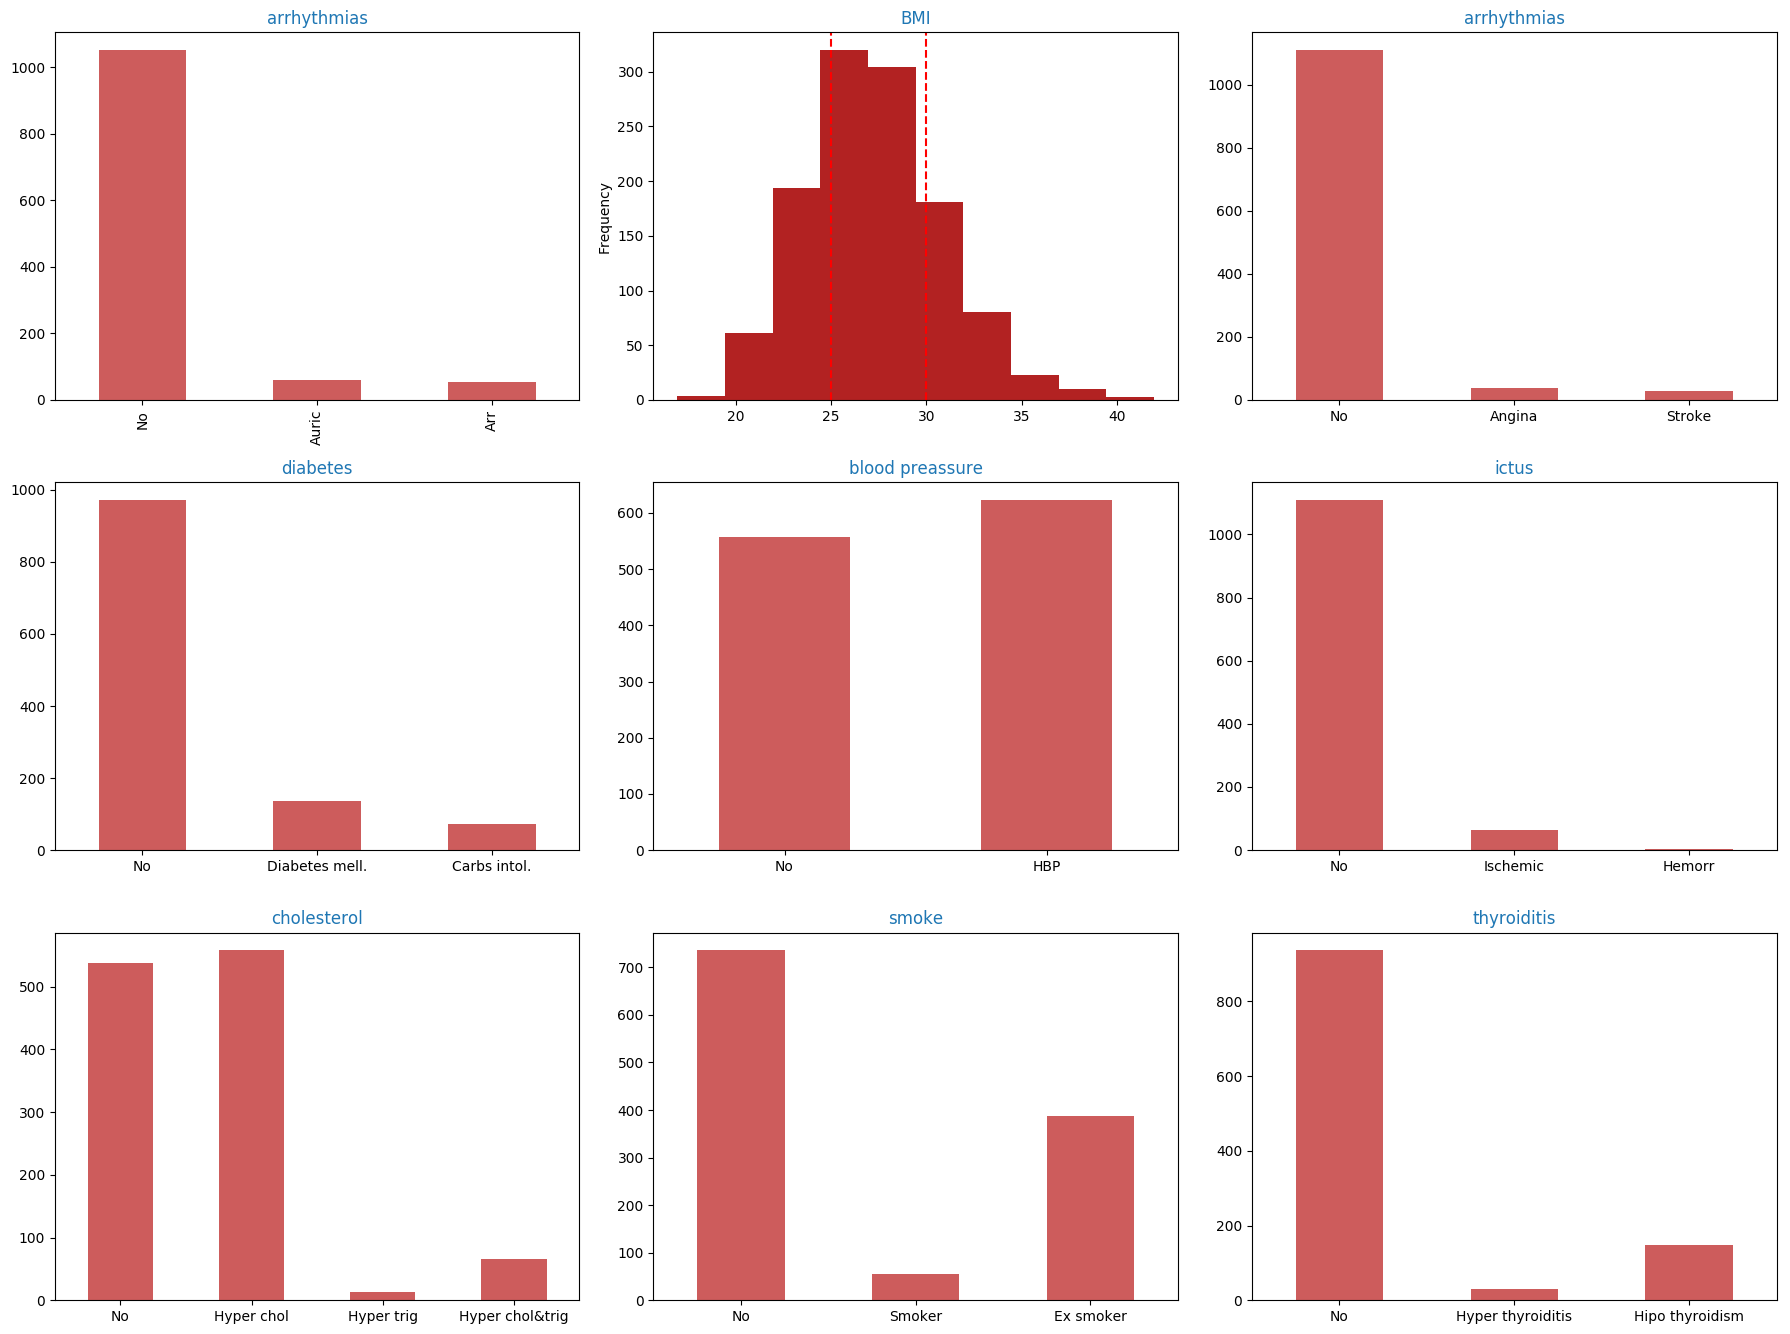 arrhythmias
1000
800
600
400
200
0
No
Auric
Arr
BMI
Frequency
300
250
200
150
100
50
0
20
25
30
35
40
arrhythmias
1000
800
600
400
200
0
No
Angina
Stroke
diabetes
1000
800
600
400
200
0
No
Diabetes mell.
Carbs intol.
blood preassure
600
500
400
300
200
100
0
No
HBP
ictus
1000
800
600
400
200
0
No
Ischemic
Hemorr
cholesterol
500
400
300
200
100
0
No
Hyper chol
Hyper trig
Hyper chol&trig
smoke
700
600
500
400
300
200
100
0
No
Smoker
Ex smoker
thyroiditis
800
600
400
200
0
No
Hyper thyroiditis
Hipo thyroidism